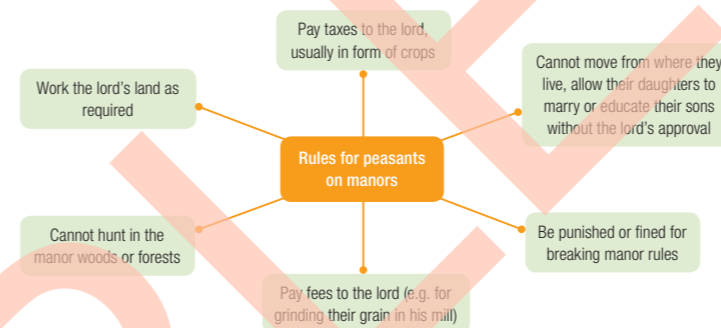 Pay taxes to the lord,
usually in form of crops
Cannot move from where they
live, allow their daughters to
marry or educate their sons
without the lord's approval
Work the lord's land as
required
Rules for peasants
on manors
Cannot hunt in the
manor woods or forests
Be punished or fined for
breaking manor rules
Pay fees to the lord (e.g. for
grinding their grain in his mill)